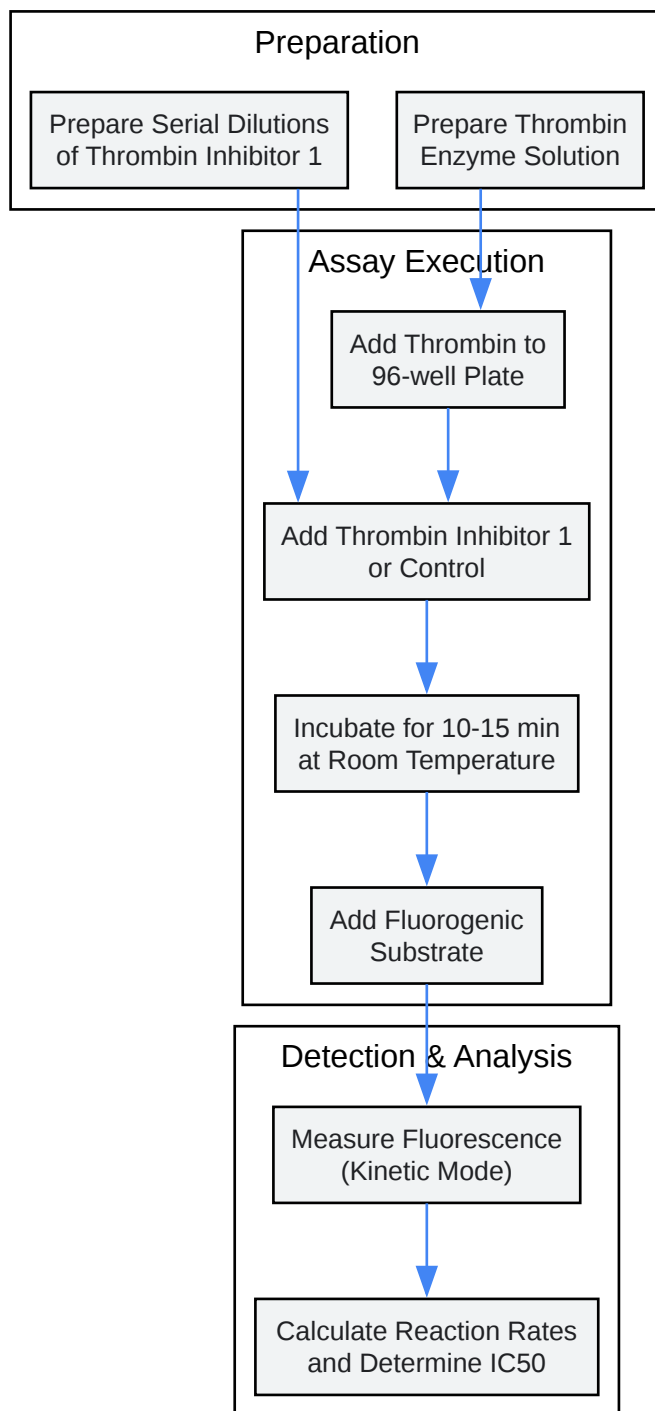 Preparation
Prepare Serial Dilutions
of Thrombin Inhibitor 1
Prepare Thrombin
Enzyme Solution
Assay Execution
Add Thrombin to
96-well Plate
Add Thrombin Inhibitor 1
or Control
Incubate for 10-15 min
at Room Temperature
Add Fluorogenic
Substrate
Detection & Analysis
Measure Fluorescence
(Kinetic Mode)
Calculate Reaction Rates
and Determine IC50